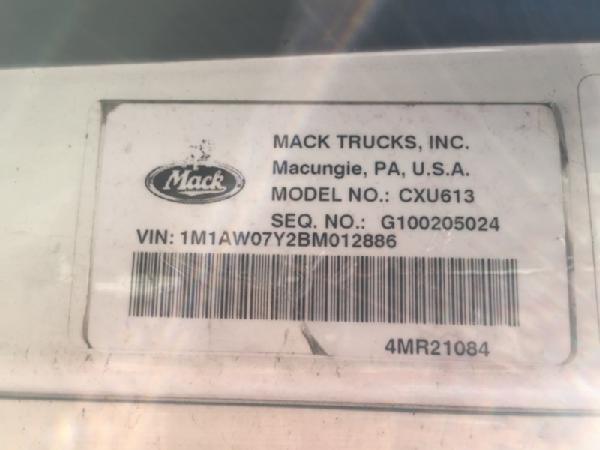 Mack
MACK TRUCKS, INC.
Macungie, PA, U.S.A.
MODEL NO.: CXU613
SEQ. NO.: G100205024
VIN: 1M1AW07Y2BM012886
4MR21084